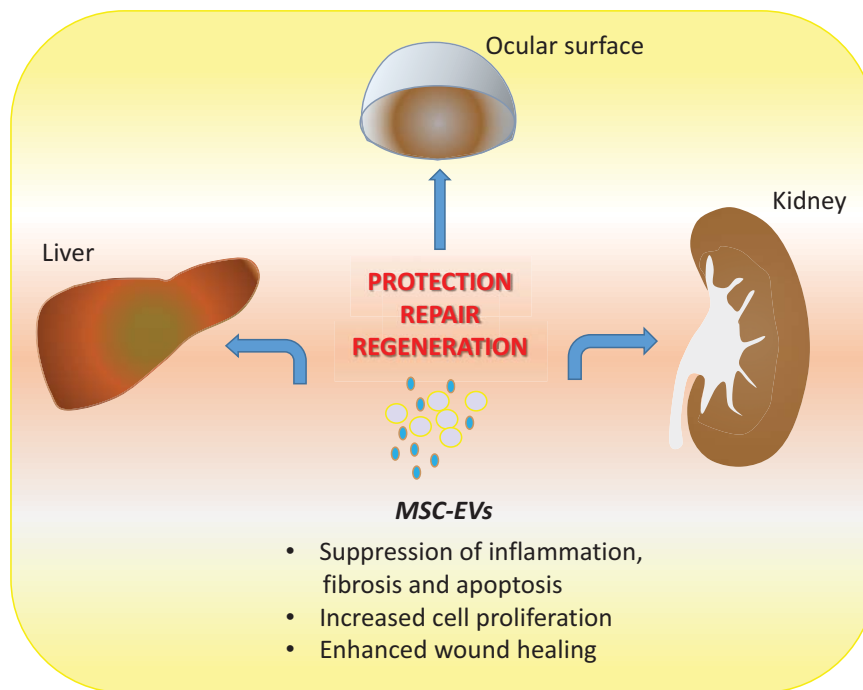 Ocular surface
Kidney
Liver
PROTECTION
REPAIR
REGENERATION
MSC-EVs
• Suppression of inflammation,
fibrosis and apoptosis
• Increased cell proliferation
• Enhanced wound healing